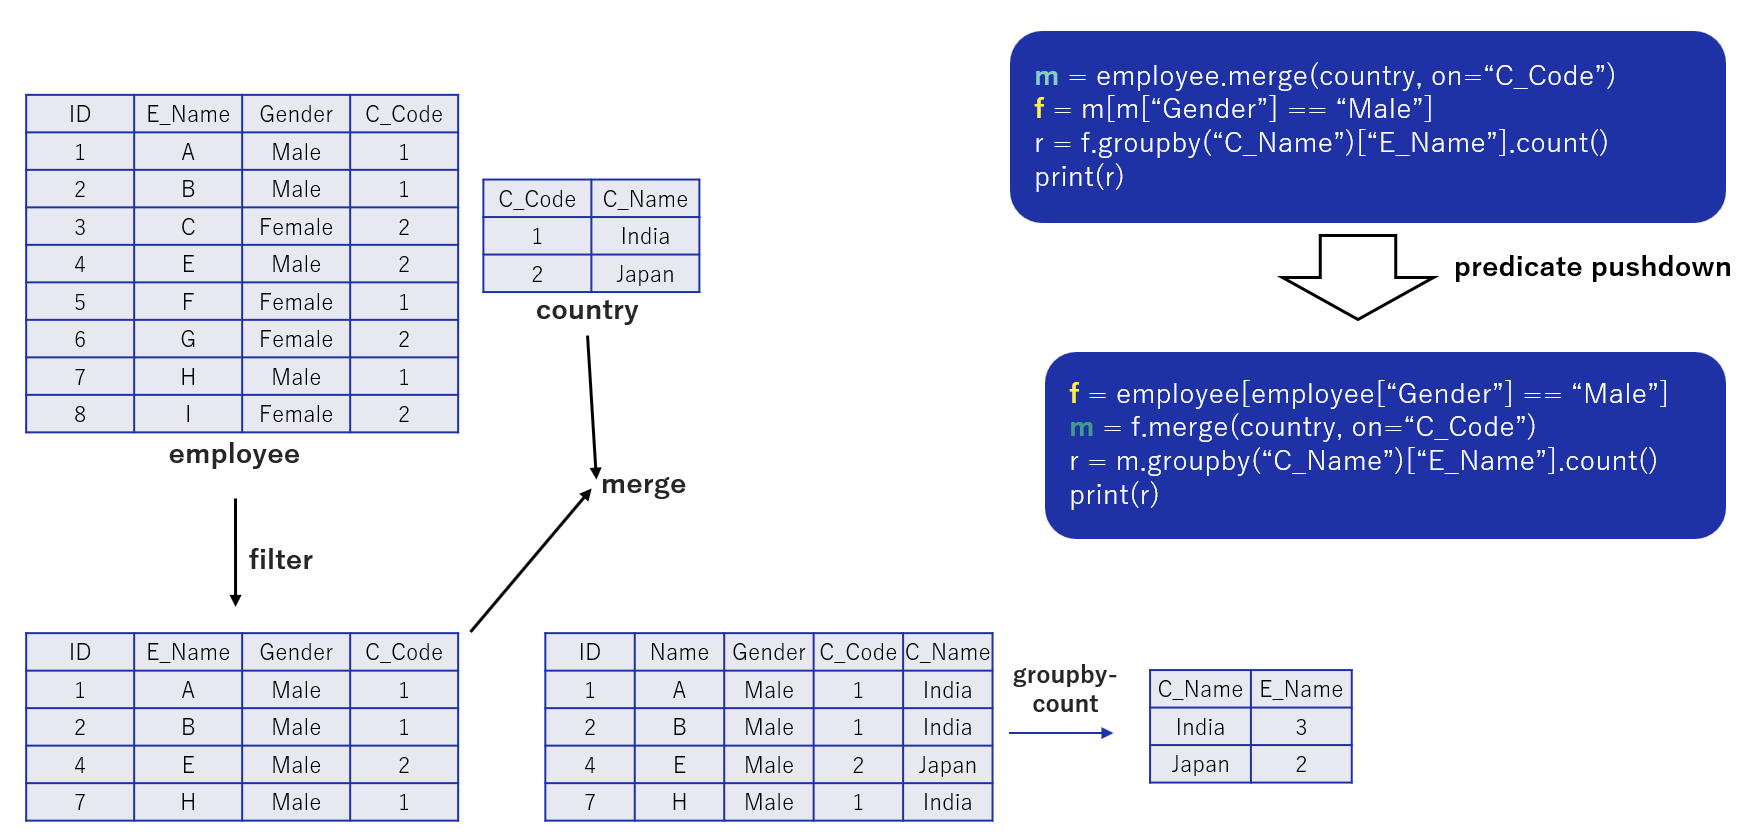 ID E_Name Gender C_Code
1 A Male 1
2 B Male 1
3 C Female 2
4 E Male 2
5 F Female 1
6 G Female 2
7 H Male 1
8 I Female 2
employee
C_Code C_Name
1 India
2 Japan
country
merge
filter
ID E_Name Gender C_Code
1 A Male 1
2 B Male 1
4 E Male 2
7 H Male 1
ID Name Gender C_Code C_Name
1 A Male 1 India
2 B Male 1 India
4 E Male 2 Japan
7 H Male 1 India
groupby-
count
C_Name E_Name
India 3
Japan 2
m = employee.merge(country, on=“C_Code”)
f = m[m[“Gender”] == “Male”]
r = f.groupby(“C_Name”)[“E_Name”].count()
print(r)
predicate pushdown
f = employee[employee[“Gender”] == “Male”]
m = f.merge(country, on=“C_Code”)
r = m.groupby(“C_Name”)[“E_Name”].count()
print(r)